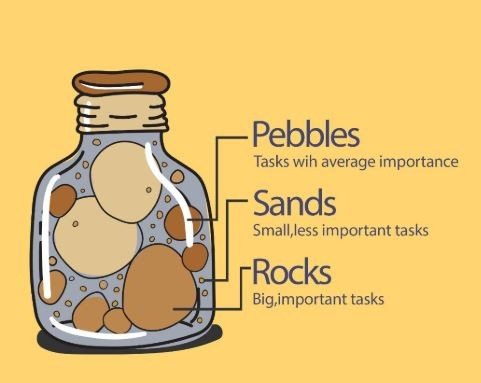 Pebbles
Tasks wih average importance
Sands
Small,less important tasks
Rocks
Big,important tasks